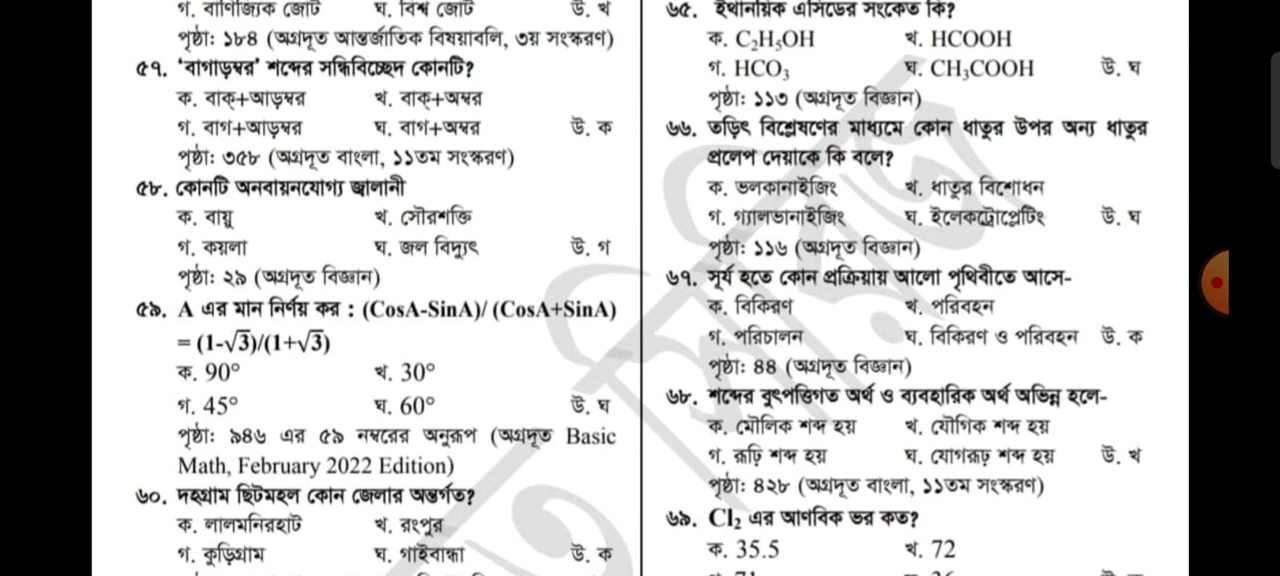 গ. বাণিজ্যিক জোট ঘ. বিশ্ব জোট উ. খ
পৃষ্ঠা: ১৮৪ (অগ্রদূত আন্তর্জাতিক বিষয়াবলি, ৩য় সংস্করণ)
৫৭. ‘বাগাড়ম্বর’ শব্দের সন্ধিবিচ্ছেদ কোনটি?
ক. বাক্+আড়ম্বর খ. বাক্+অম্বর
গ. বাগ+আড়ম্বর ঘ. বাগ+অম্বর উ. ক
পৃষ্ঠা: ৩৫৮ (অগ্রদূত বাংলা, ১১তম সংস্করণ)
৫৮. কোনটি অনবায়নযোগ্য জ্বালানী
ক. বায়ু খ. সৌরশক্তি
গ. কয়লা ঘ. জল বিদ্যুৎ উ. গ
পৃষ্ঠা: ২৯ (অগ্রদূত বিজ্ঞান)
৫৯. A এর মান নির্ণয় কর : (CosA-SinA)/ (CosA+SinA)
= (1-√3)/(1+√3)
ক. 90° খ. 30°
গ. 45° ঘ. 60° উ. ঘ
পৃষ্ঠা: ৯৪৬ এর ৫৯ নম্বরের অনুরূপ (অগ্রদূত Basic
Math, February 2022 Edition)
৬০. দহগ্রাম ছিটমহল কোন জেলার অন্তর্গত?
ক. লালমনিরহাট খ. রংপুর
গ. কুড়িগ্রাম ঘ. গাইবান্ধা উ. ক
৬৫. ইথানয়িক এসিডের সংকেত কি?
ক. C₂H₅OH খ. HCOOH
গ. HCO₃ ঘ. CH₃COOH উ. ঘ
পৃষ্ঠা: ১১৩ (অগ্রদূত বিজ্ঞান)
৬৬. তড়িৎ বিশ্লেষণের মাধ্যমে কোন ধাতুর উপর অন্য ধাতুর
প্রলেপ দেয়াকে কি বলে?
ক. ভলকানাইজিং খ. ধাতুর বিশোধন
গ. গ্যালভানাইজিং ঘ. ইলেকট্রোপ্লেটিং উ. ঘ
পৃষ্ঠা: ১১৬ (অগ্রদূত বিজ্ঞান)
৬৭. সূর্য হতে কোন প্রক্রিয়ায় আলো পৃথিবীতে আসে-
ক. বিকিরণ খ. পরিবহন
গ. পরিচালন ঘ. বিকিরণ ও পরিবহন উ. ক
পৃষ্ঠা: ৪৪ (অগ্রদূত বিজ্ঞান)
৬৮. শব্দের বুৎপত্তিগত অর্থ ও ব্যবহারিক অর্থ অভিন্ন হলে-
ক. মৌলিক শব্দ হয় খ. যৌগিক শব্দ হয়
গ. রূঢ়ি শব্দ হয় ঘ. যোগরূঢ় শব্দ হয় উ. খ
পৃষ্ঠা: ৪২৮ (অগ্রদূত বাংলা, ১১তম সংস্করণ)
৬৯. Cl₂ এর আণবিক ভর কত?
ক. 35.5 খ. 72